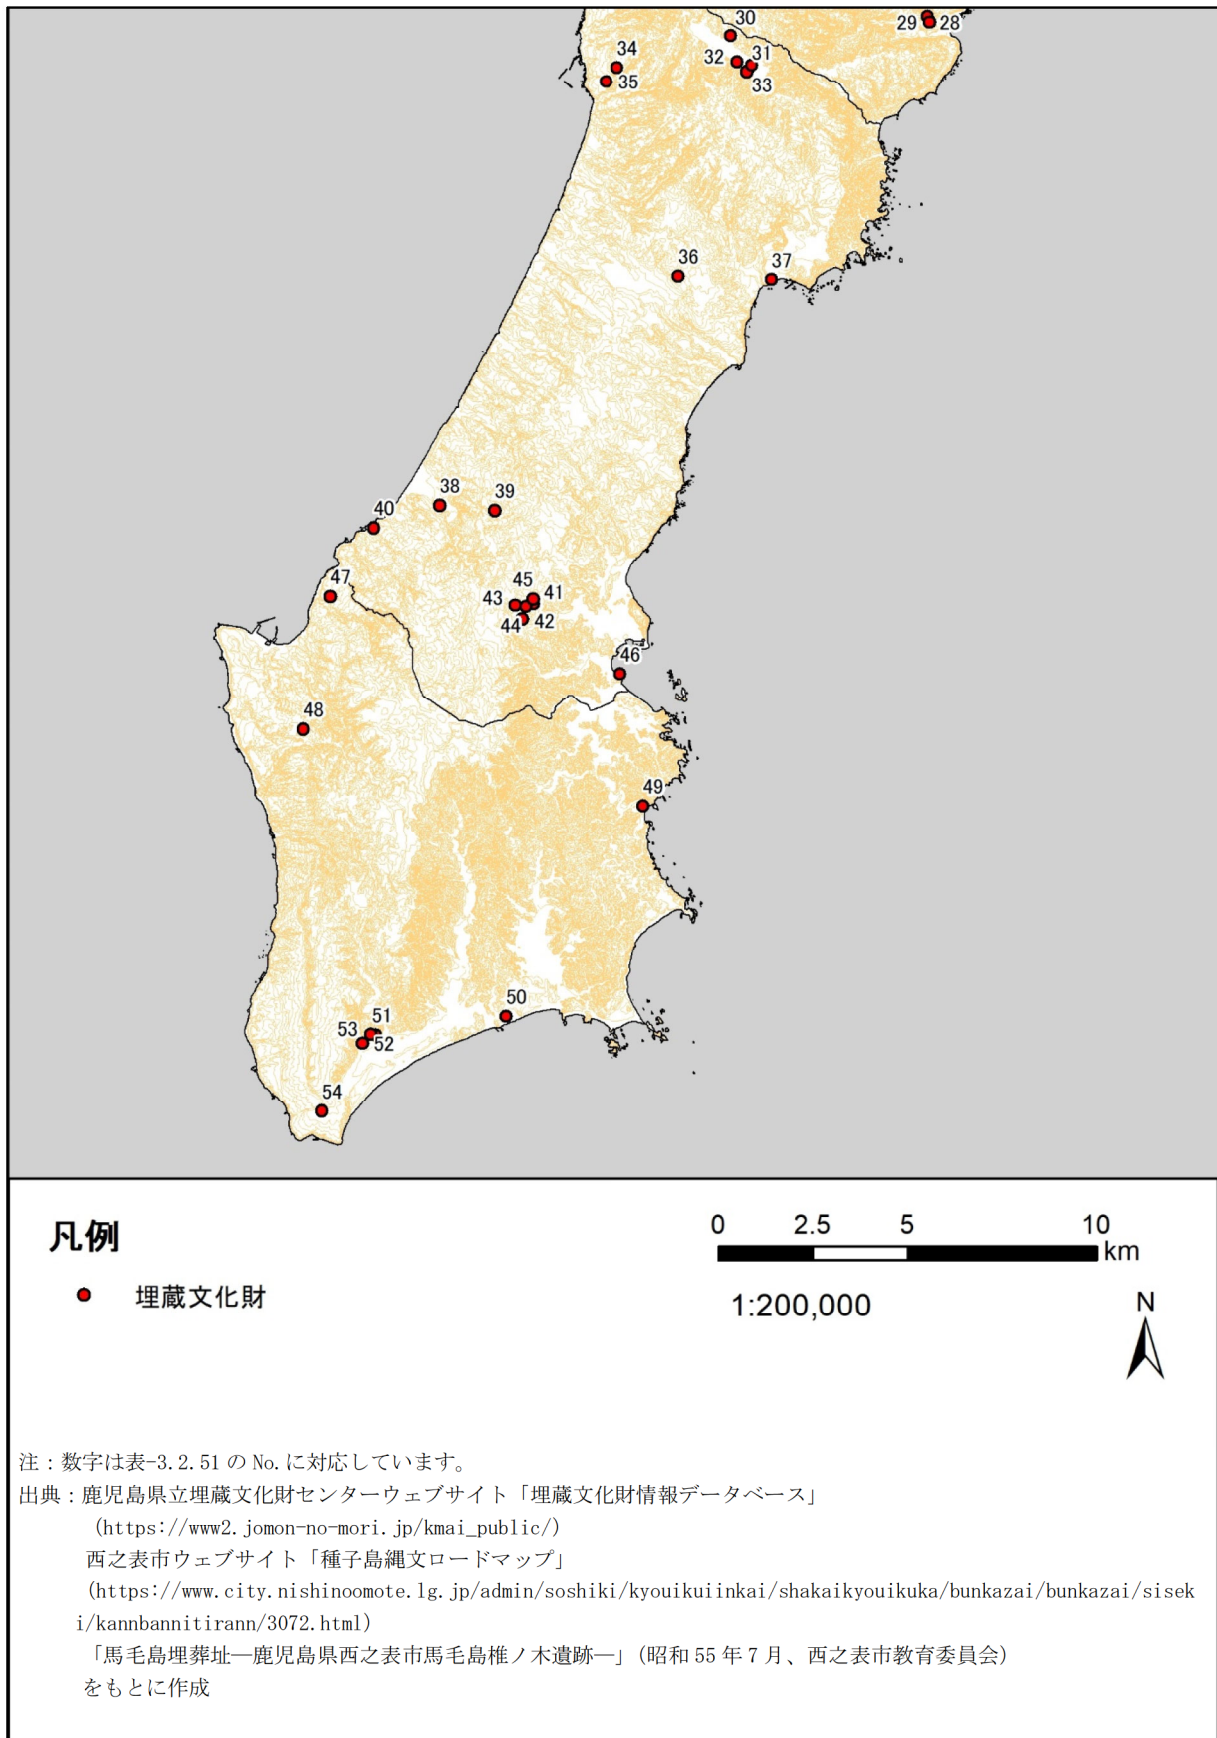 30
29
28
34
32
31
35
33
36
37
38
39
40
47
45
41
43
44
42
46
48
49
50
51
53
52
54
凡例
埋蔵文化財
0 2.5 5 10
km
1:200,000
N
注：数字は表-3.2.51 の No.に対応しています。
出典：鹿児島県立埋蔵文化財センターウェブサイト「埋蔵文化財情報データベース」
(https://www2.jomon-no-mori.jp/kmai_public/)
西之表市ウェブサイト「種子島縄文ロードマップ」
(https://www.city.nishinoomote.lg.jp/admin/soshiki/kyouikuiinkai/shakaikyouikuka/bunkazai/bunkazai/sisek
i/kannbannitirann/3072.html)
「馬毛島埋葬址―鹿児島県西之表市馬毛島椎ノ木遺跡―」(昭和 55 年 7 月、西之表市教育委員会)
をもとに作成